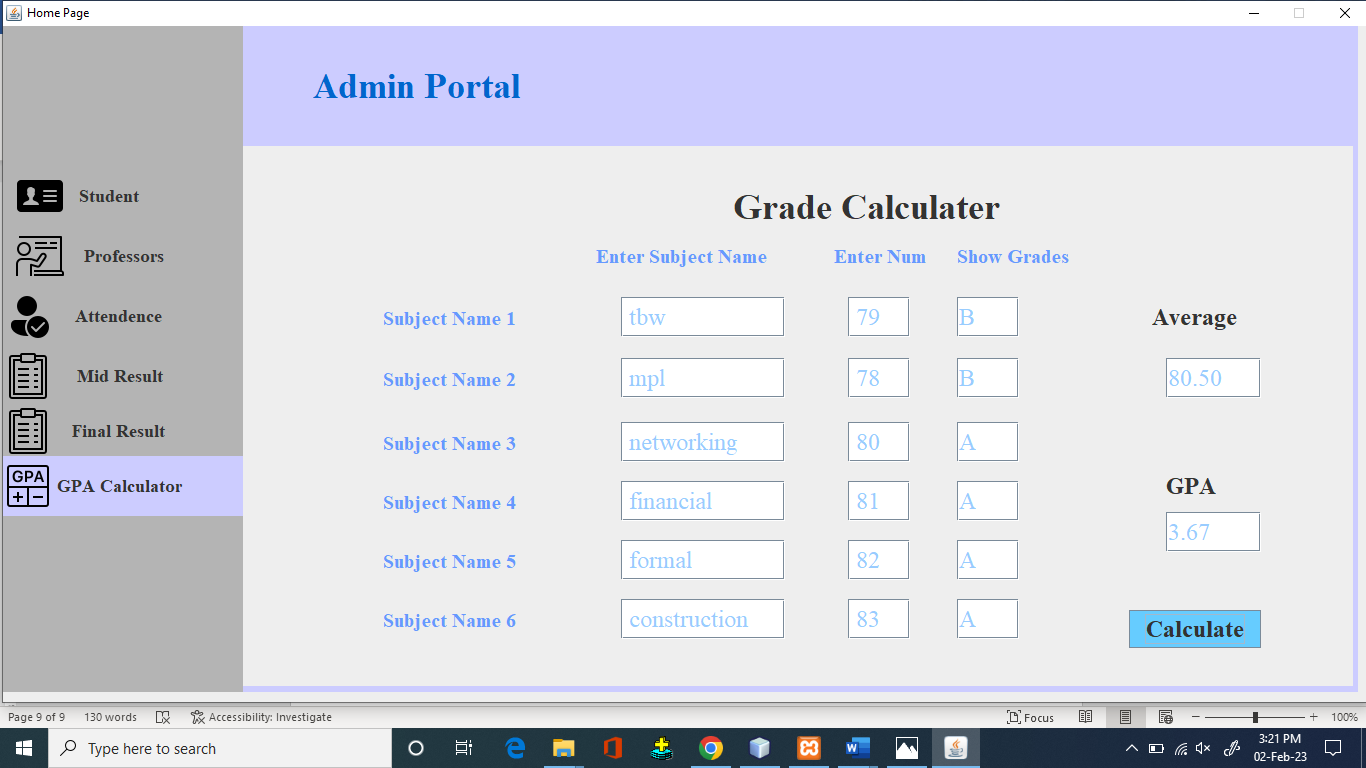 Home Page
Admin Portal
Student
Professors
Attendence
Mid Result
Final Result
GPA
GPA Calculator
Grade Calculater
Enter Subject Name Enter Num Show Grades
Subject Name 1 tbw 79 B Average
Subject Name 2 mpl 78 B 80.50
Subject Name 3 networking 80 A
GPA
Subject Name 4 financial 81 A
3.67
Subject Name 5 formal 82 A
Subject Name 6 construction 83 A
Calculate
Page 9 of 9 130 words Accessibility: Investigate Focus 100%
Type here to search
3:21 PM
02-Feb-23